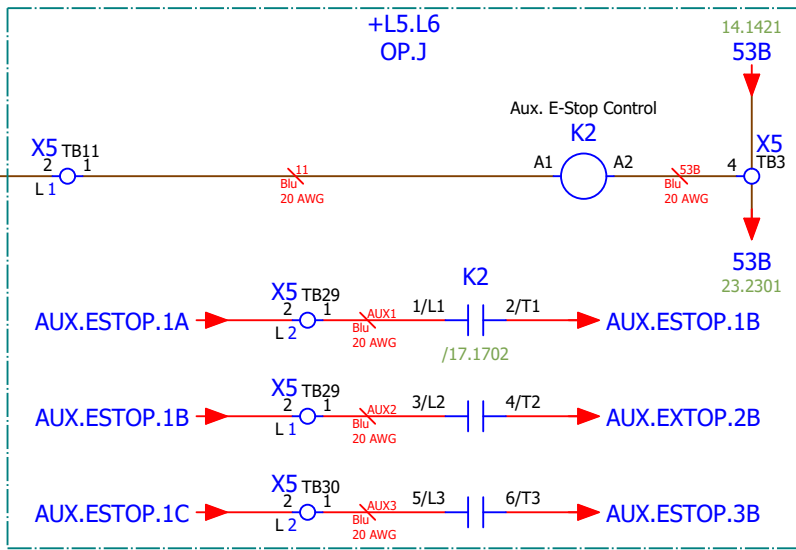 +L5.L6
OP.J
14.1421
53B
Aux. E-Stop Control
K2
X5 TB11
2 1
L 1
11
Blu
20 AWG
A1 A2
53B
Blu
20 AWG
X5
4 TB3
53B
23.2301
K2
X5 TB29
AUX.ESTOP.1A 2 1 AUX1 1/L1 2/T1 AUX.ESTOP.1B
L 2 Blu
20 AWG
/17.1702
X5 TB29
AUX.ESTOP.1B 2 1 AUX2 3/L2 4/T2 AUX.EXTOP.2B
L 1 Blu
20 AWG
X5 TB30
AUX.ESTOP.1C 2 1 AUX3 5/L3 6/T3 AUX.ESTOP.3B
L 2 Blu
20 AWG